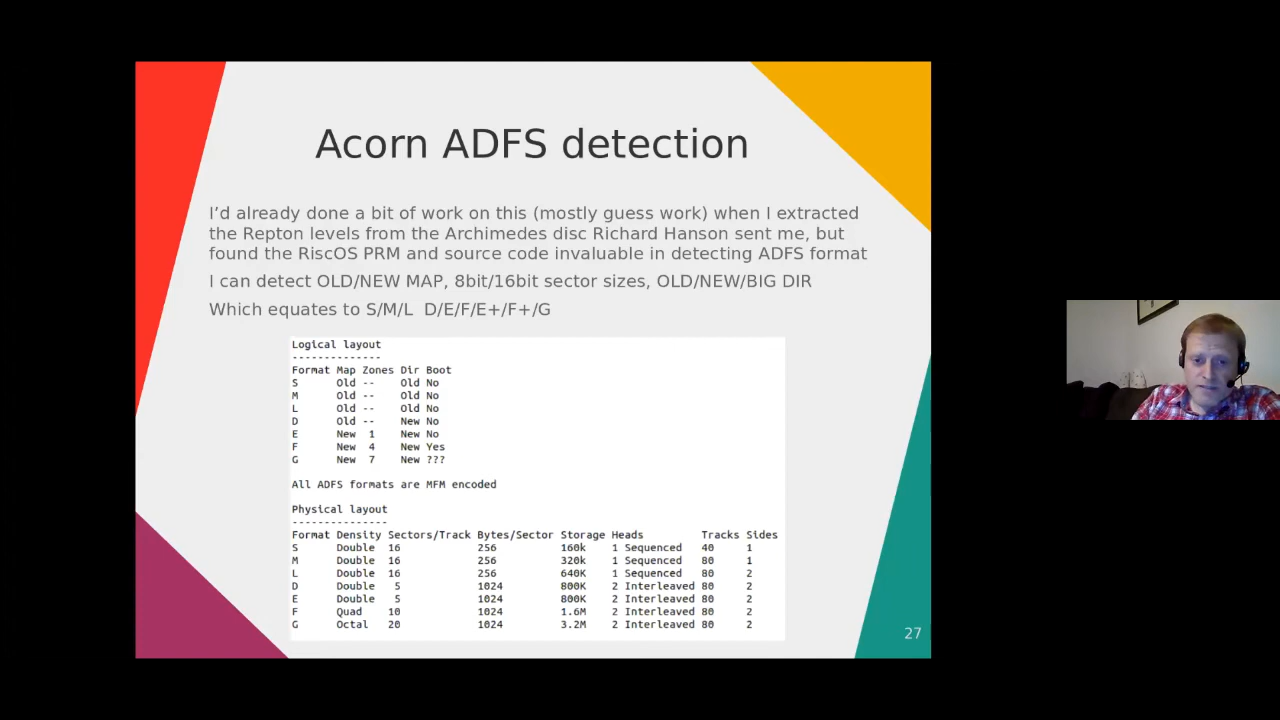 Acorn ADFS detection
I’d already done a bit of work on this (mostly guess work) when I extracted
the Repton levels from the Archimedes disc Richard Hanson sent me, but
found the RiscOS PRM and source code invaluable in detecting ADFS format
I can detect OLD/NEW MAP, 8bit/16bit sector sizes, OLD/NEW/BIG DIR
Which equates to S/M/L  D/E/F/E+/F+/G
Logical layout
--------------
Format Map Zones Dir Boot
S      Old --    Old No
M      Old --    Old No
L      Old --    Old No
D      Old --    New No
E      New  1    New No
F      New  4    New Yes
G      New  7    New ???
All ADFS formats are MFM encoded
Physical layout
---------------
Format Density Sectors/Track Bytes/Sector Storage Heads         Tracks Sides
S      Double  16            256          160k    1 Sequenced   40     1
M      Double  16            256          320k    1 Sequenced   80     1
L      Double  16            256          640K    1 Sequenced   80     2
D      Double   5            1024         800K    2 Interleaved 80     2
E      Double   5            1024         800K    2 Interleaved 80     2
F      Quad    10            1024         1.6M    2 Interleaved 80     2
G      Octal   20            1024         3.2M    2 Interleaved 80     2
27